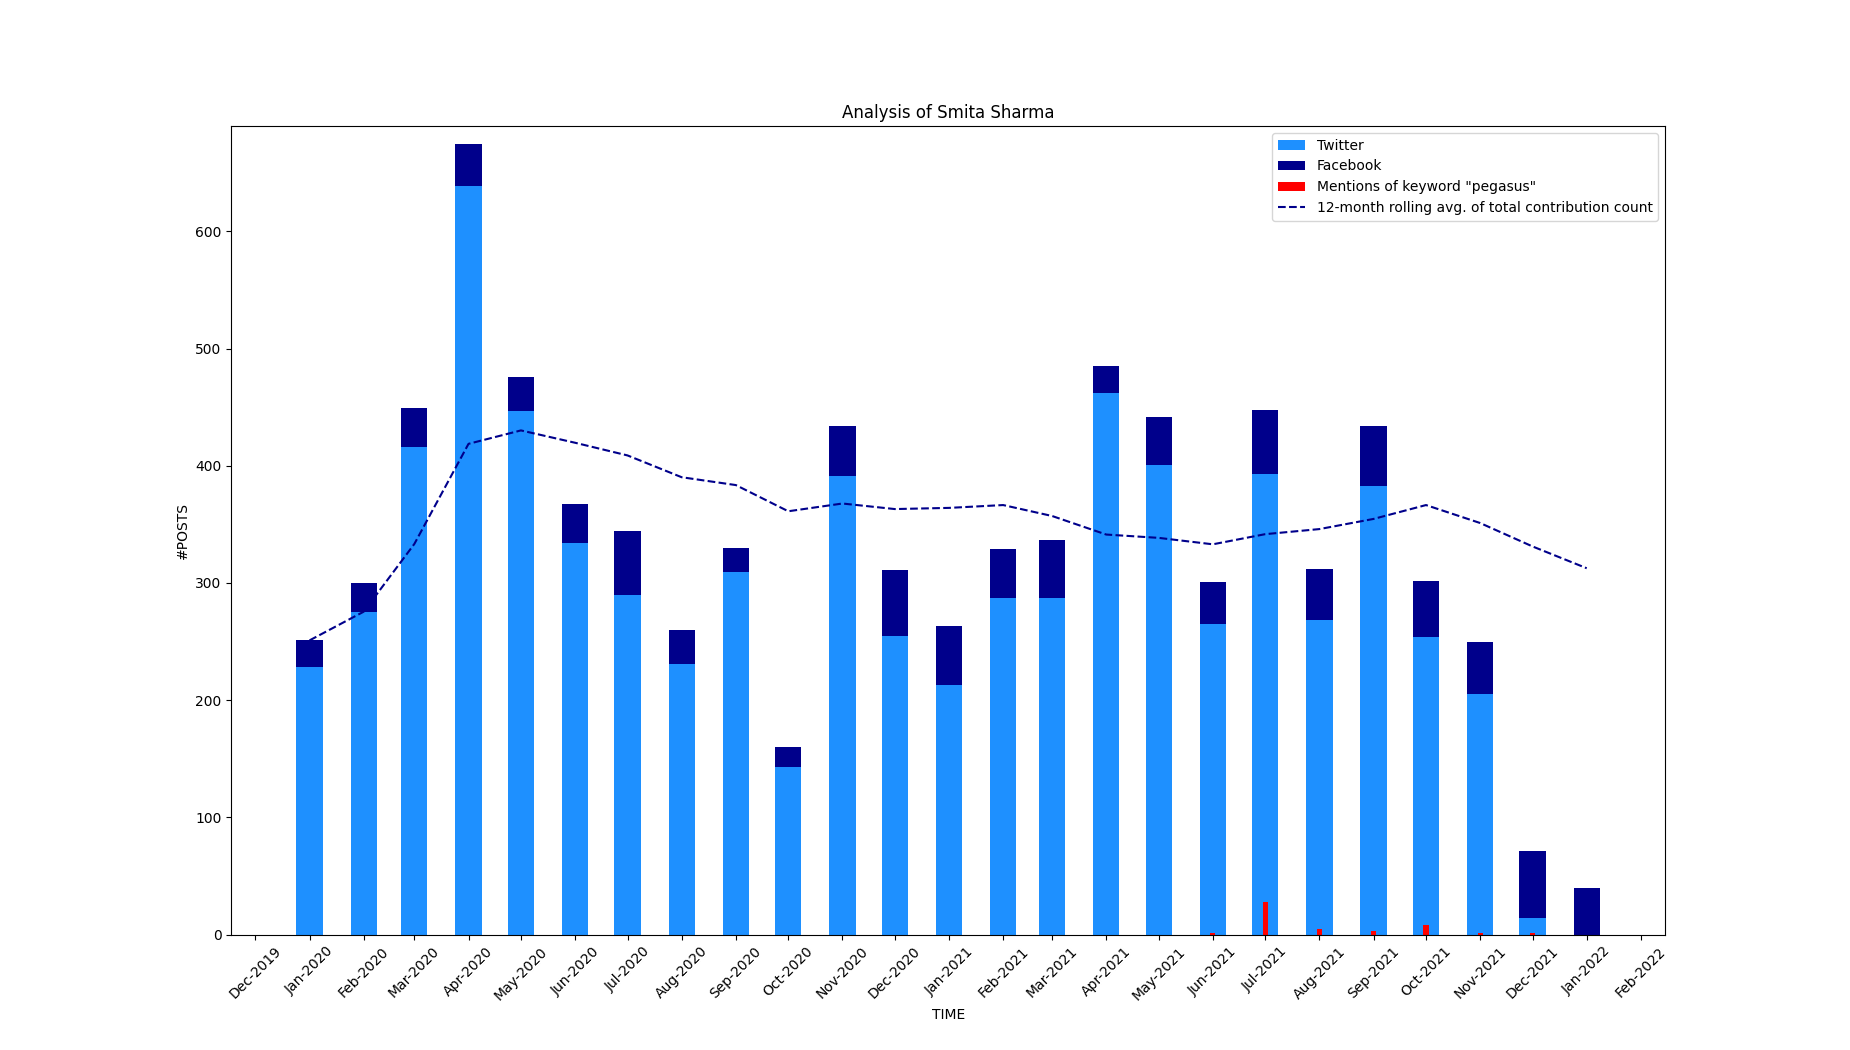 Analysis of Smita Sharma
Twitter
Facebook
Mentions of keyword "pegasus"
12-month rolling avg. of total contribution count
#POSTS
600
500
400
300
200
100
0
Dec-2019
Jan-2020
Feb-2020
Mar-2020
Apr-2020
May-2020
Jun-2020
Jul-2020
Aug-2020
Sep-2020
Oct-2020
Nov-2020
Dec-2020
Jan-2021
Feb-2021
Mar-2021
Apr-2021
May-2021
Jun-2021
Jul-2021
Aug-2021
Sep-2021
Oct-2021
Nov-2021
Dec-2021
Jan-2022
Feb-2022
TIME